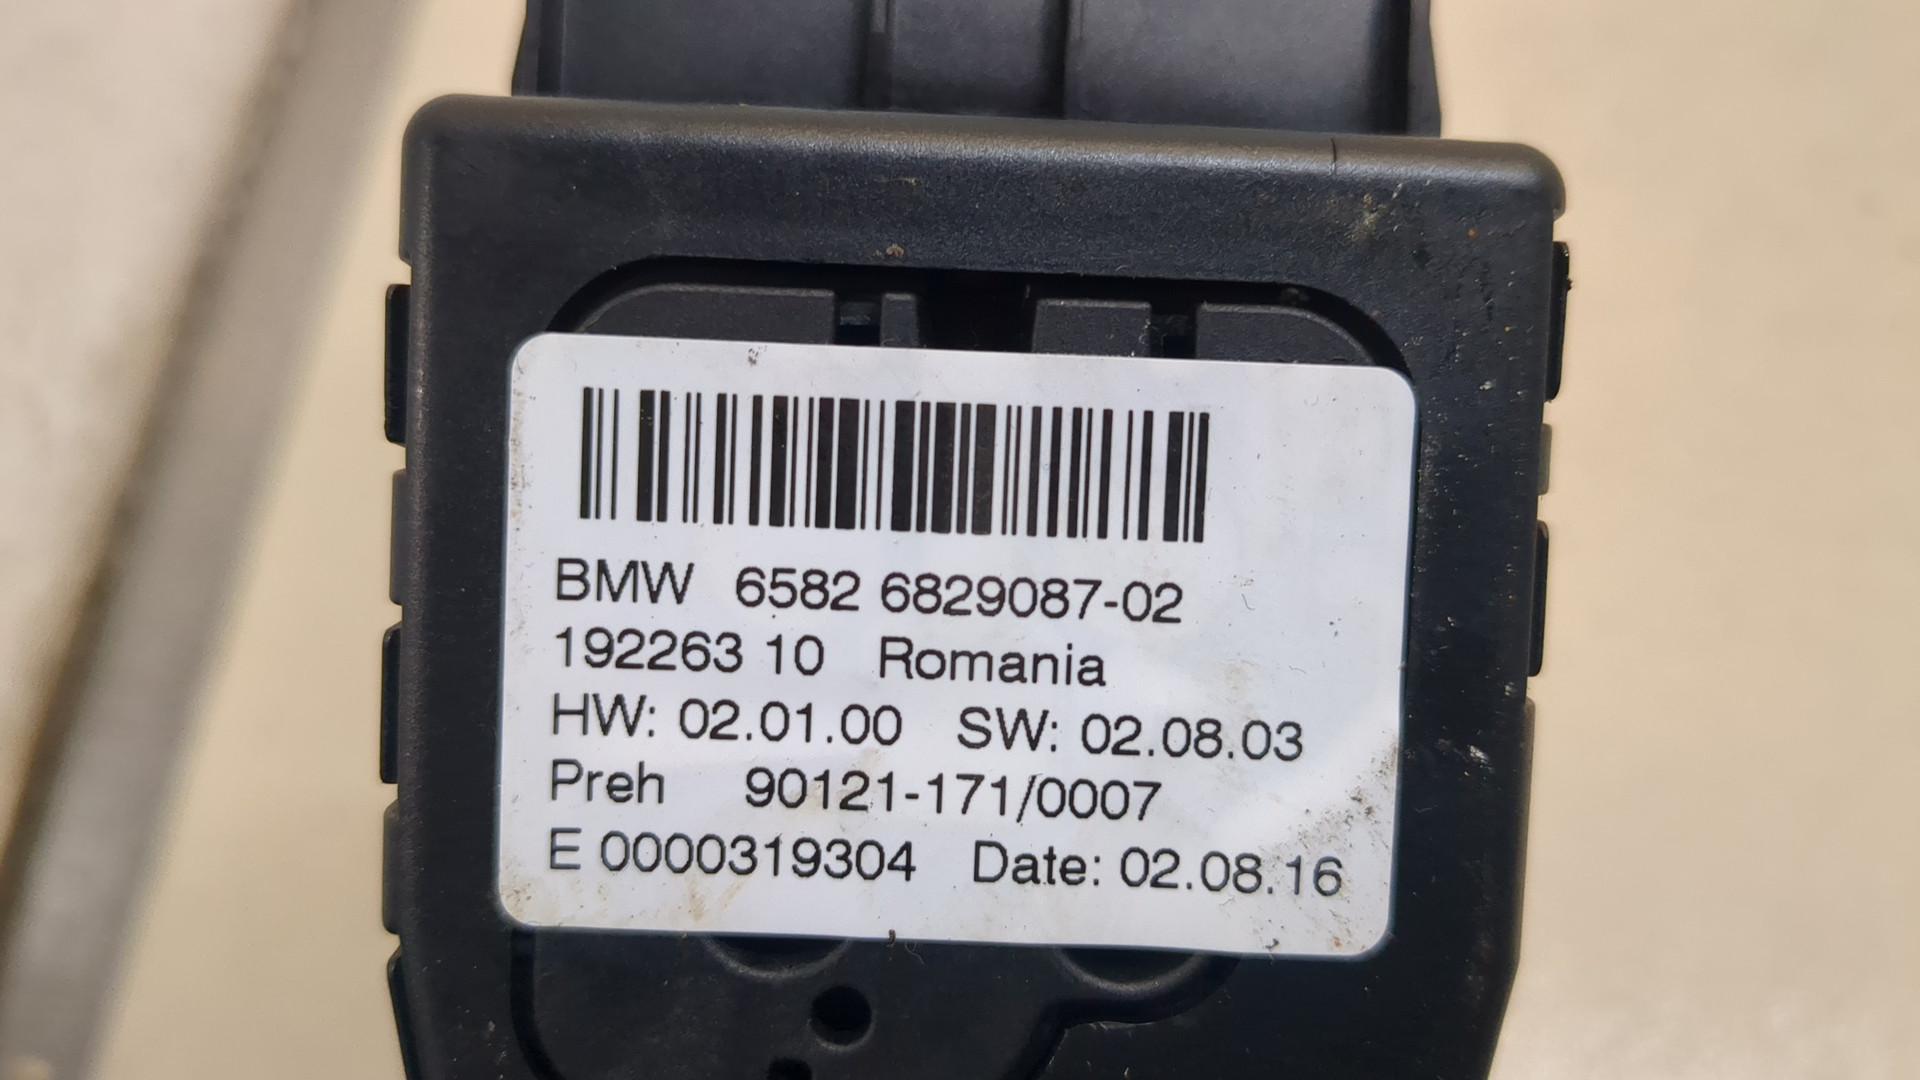 BMW 6582 6829087-02
192263 10 Romania
HW: 02.01.00 SW: 02.08.03
Preh 90121-171/0007
E 0000319304 Date: 02.08.16